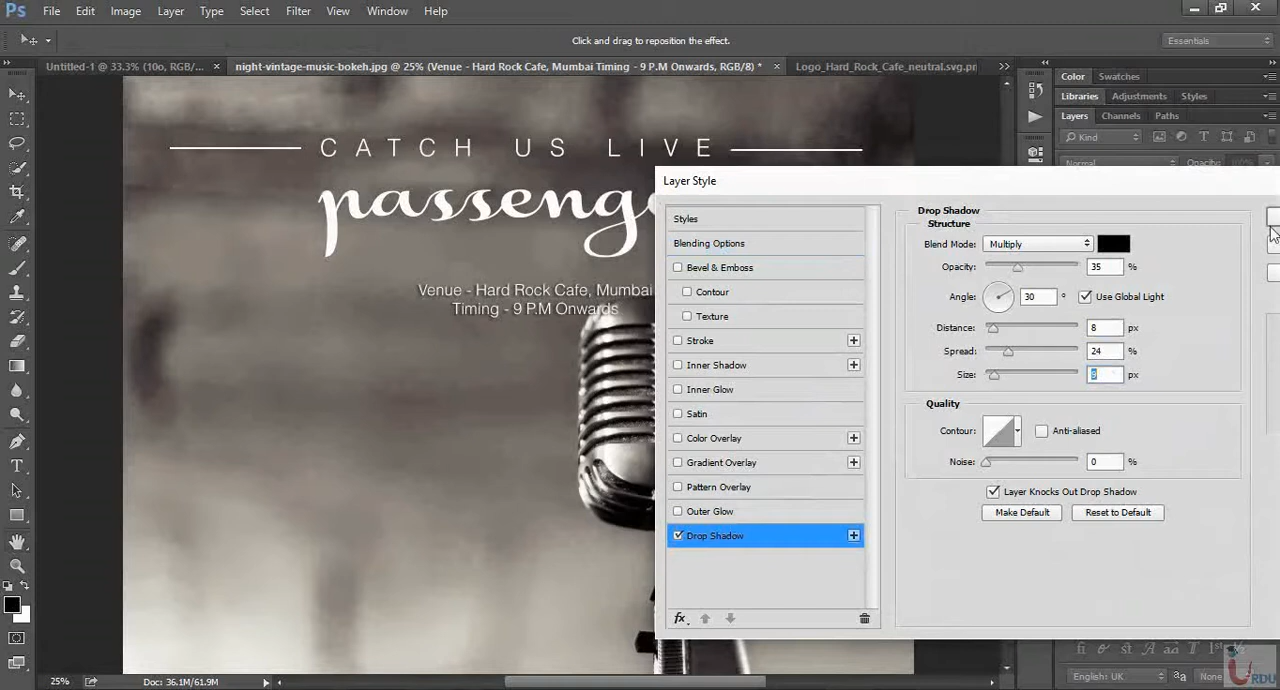 Ps File Edit Image Layer Type Select Filter View Window Help
Click and drag to reposition the effect.
Essentials
Untitled-1 @ 33.3% (10o, RGB/... × night-vintage-music-bokeh.jpg @ 25% (Venue - Hard Rock Cafe, Mumbai Timing - 9 P.M Onwards, RGB/8) * × Logo_Hard_Rock_Cafe_neutral.svg.pn
Color Swatches
Libraries Adjustments Styles
Layers Channels Paths
Kind
Normal Opacity: 100%
CATCH US LIVE
passeng
Venue - Hard Rock Cafe, Mumbai
Timing - 9 P.M Onwards
Layer Style
Styles
Blending Options
Bevel & Emboss
Contour
Texture
Stroke
Inner Shadow
Inner Glow
Satin
Color Overlay
Gradient Overlay
Pattern Overlay
Outer Glow
Drop Shadow
fx
Drop Shadow
Structure
Blend Mode: Multiply
Opacity: 35 %
Angle: 30 ° Use Global Light
Distance: 8 px
Spread: 24 %
Size: px
Quality
Contour: Anti-aliased
Noise: 0 %
Layer Knocks Out Drop Shadow
Make Default Reset to Default
English: UK aa None
URDU
25% Doc: 36.1M/61.9M